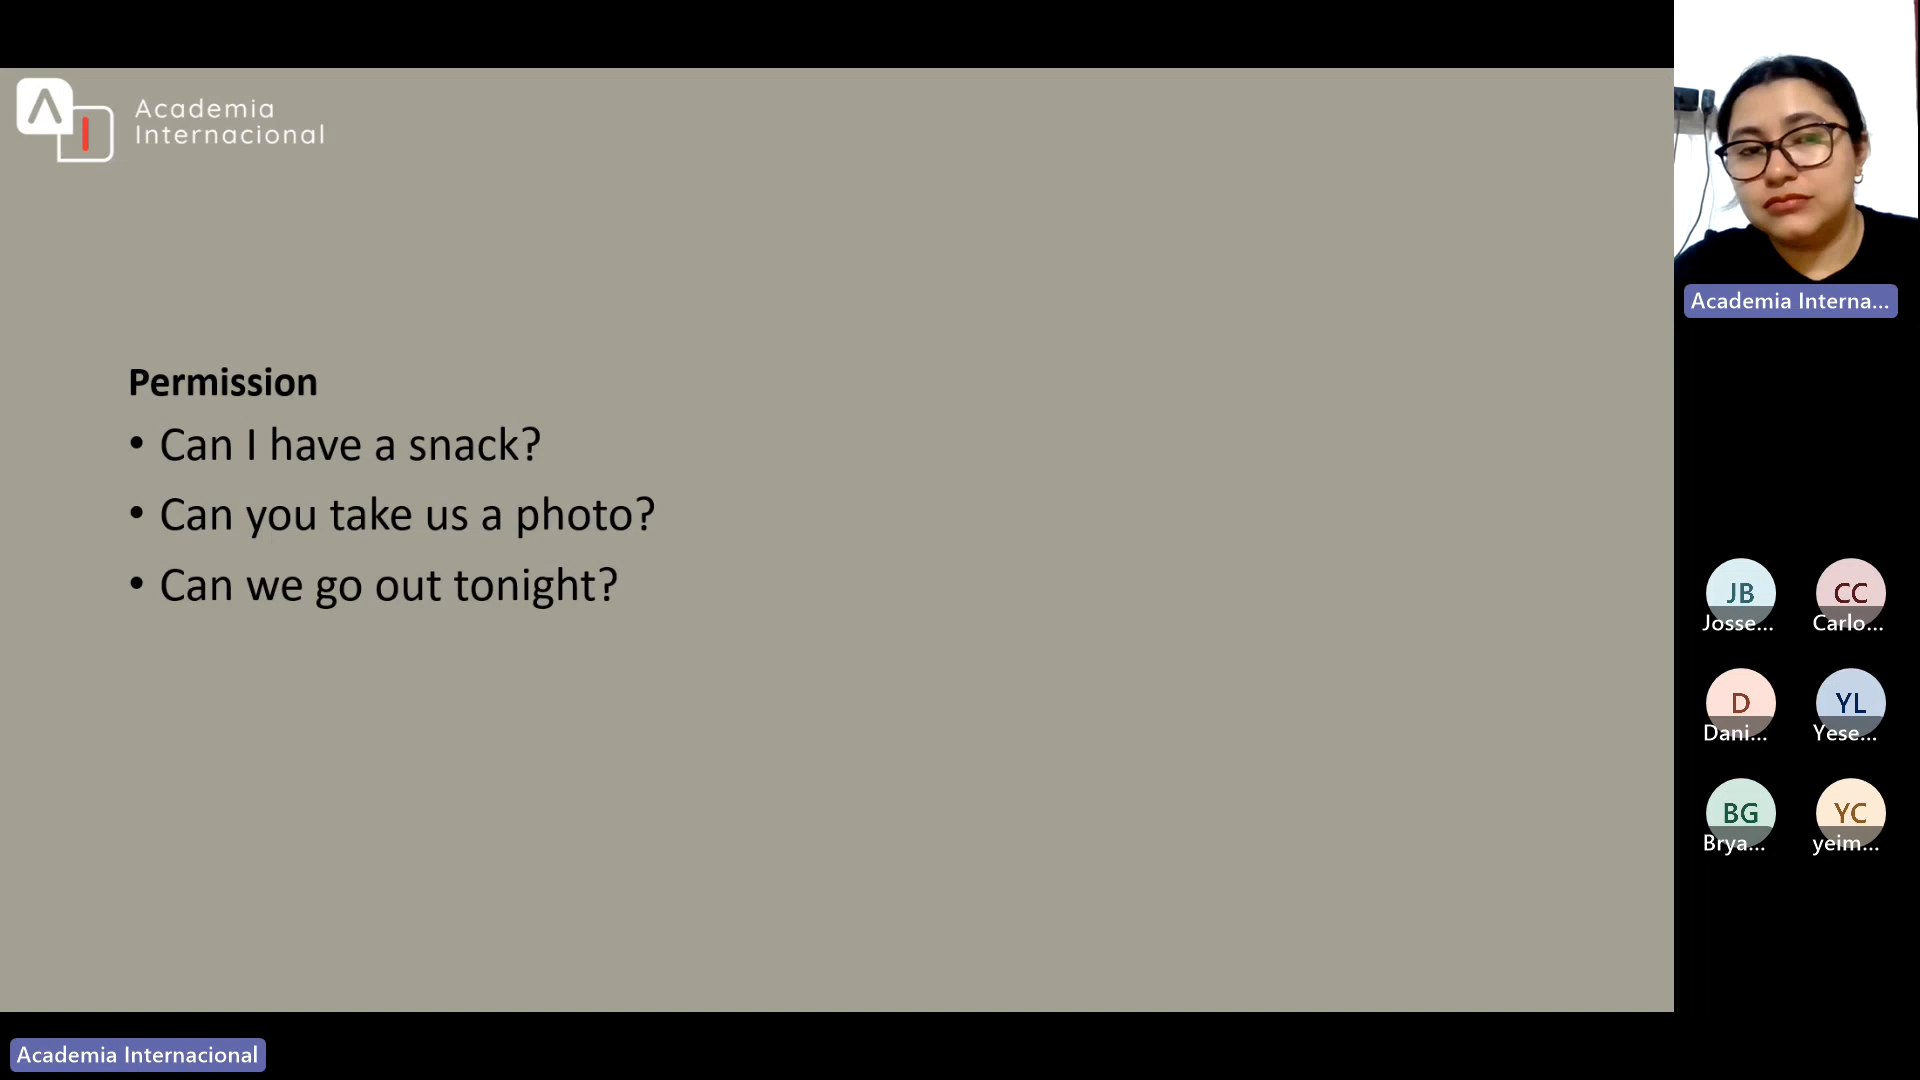 Academia
Internacional
Permission
• Can I have a snack?
• Can you take us a photo?
• Can we go out tonight?
Academia Interna...
JB
Josse...
CC
Carlo...
D
Dani...
YL
Yese...
BG
Brya...
YC
yeim...
Academia Internacional